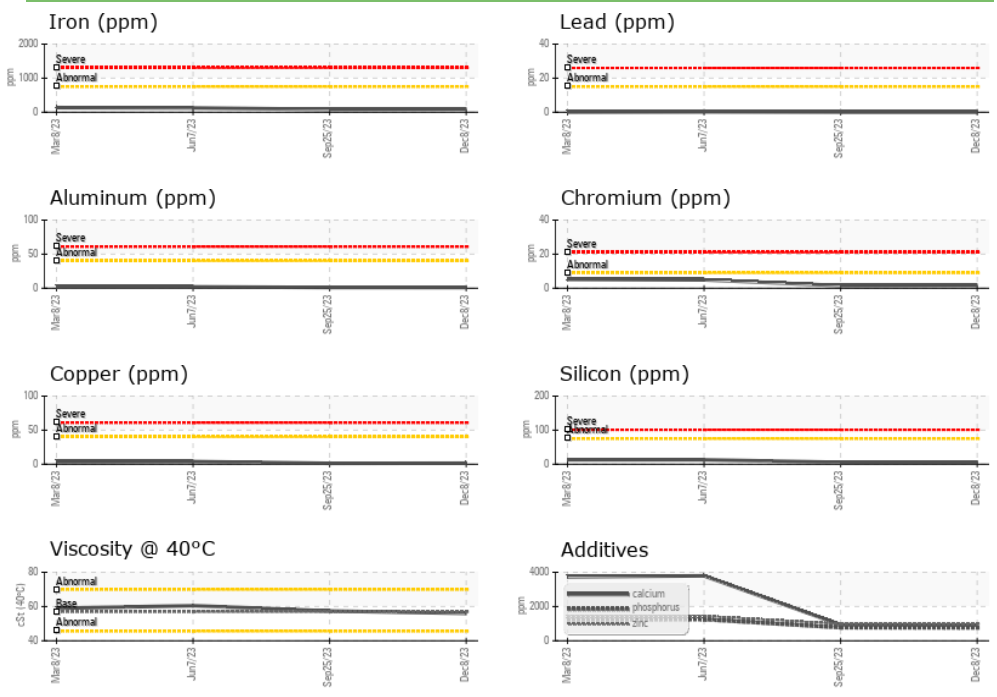 Iron (ppm)
2000
1000
0
ppm
Severe
Abnormal
Mar8/23
Jun7/23
Sep25/23
Dec8/23
Lead (ppm)
40
20
0
ppm
Severe
Abnormal
Mar8/23
Jun7/23
Sep25/23
Dec8/23
Aluminum (ppm)
100
50
0
ppm
Severe
Abnormal
Mar8/23
Jun7/23
Sep25/23
Dec8/23
Chromium (ppm)
40
20
0
ppm
Severe
Abnormal
Mar8/23
Jun7/23
Sep25/23
Dec8/23
Copper (ppm)
100
50
0
ppm
Severe
Abnormal
Mar8/23
Jun7/23
Sep25/23
Dec8/23
Silicon (ppm)
200
100
0
ppm
Severe
Abnormal
Mar8/23
Jun7/23
Sep25/23
Dec8/23
Viscosity @ 40°C
80
60
40
cSt (40°C)
Abnormal
Base
Abnormal
Mar8/23
Jun7/23
Sep25/23
Dec8/23
Additives
4000
2000
0
ppm
calcium
phosphorus
zinc
Mar8/23
Jun7/23
Sep25/23
Dec8/23